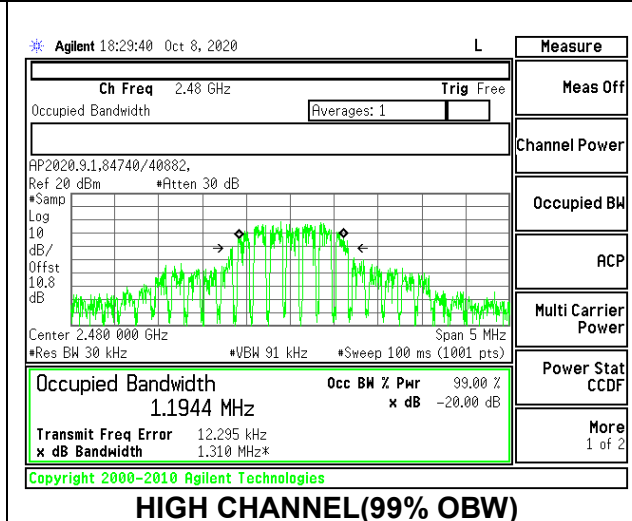 Agilent 18:29:40 Oct 8, 2020 L Measure
Ch Freq 2.48 GHz Trig Free
Meas Off
Occupied Bandwidth Averages: 1
Channel Power
AP2020.9.1,84740/40882,
Ref 20 dBm #Atten 30 dB
#Samp
Log
10
dB/
Offst
10.8
dB
Occupied BW
ACP
Center 2.480 000 GHz Span 5 MHz
#Res BW 30 kHz #VBW 91 kHz #Sweep 100 ms (1001 pts)
Multi Carrier
Power
Occupied Bandwidth Occ BW % Pwr 99.00 %
1.1944 MHz x dB -20.00 dB
Power Stat
CCDF
Transmit Freq Error 12.295 kHz
x dB Bandwidth 1.310 MHz*
More
1 of 2
Copyright 2000-2010 Agilent Technologies
HIGH CHANNEL(99% OBW)